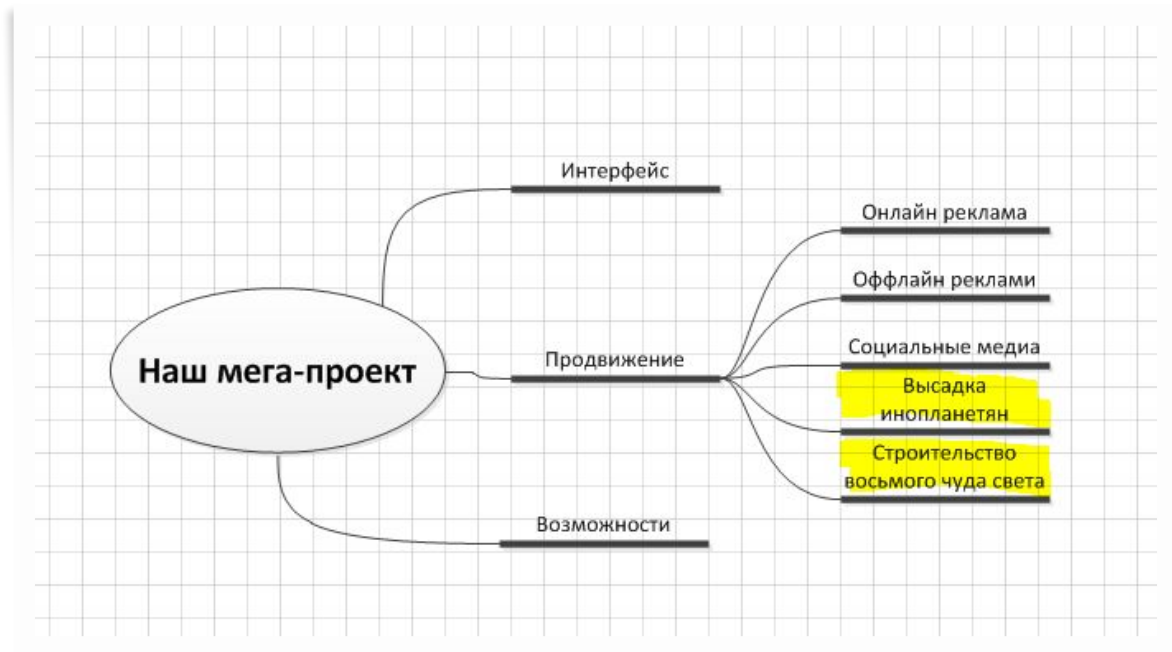 Интерфейс
Онлайн реклама
Оффлайн реклами
Социальные медиа
Наш мега-проект
Продвижение
Высадка
инопланетян
Строительство
восьмого чуда света
Возможности